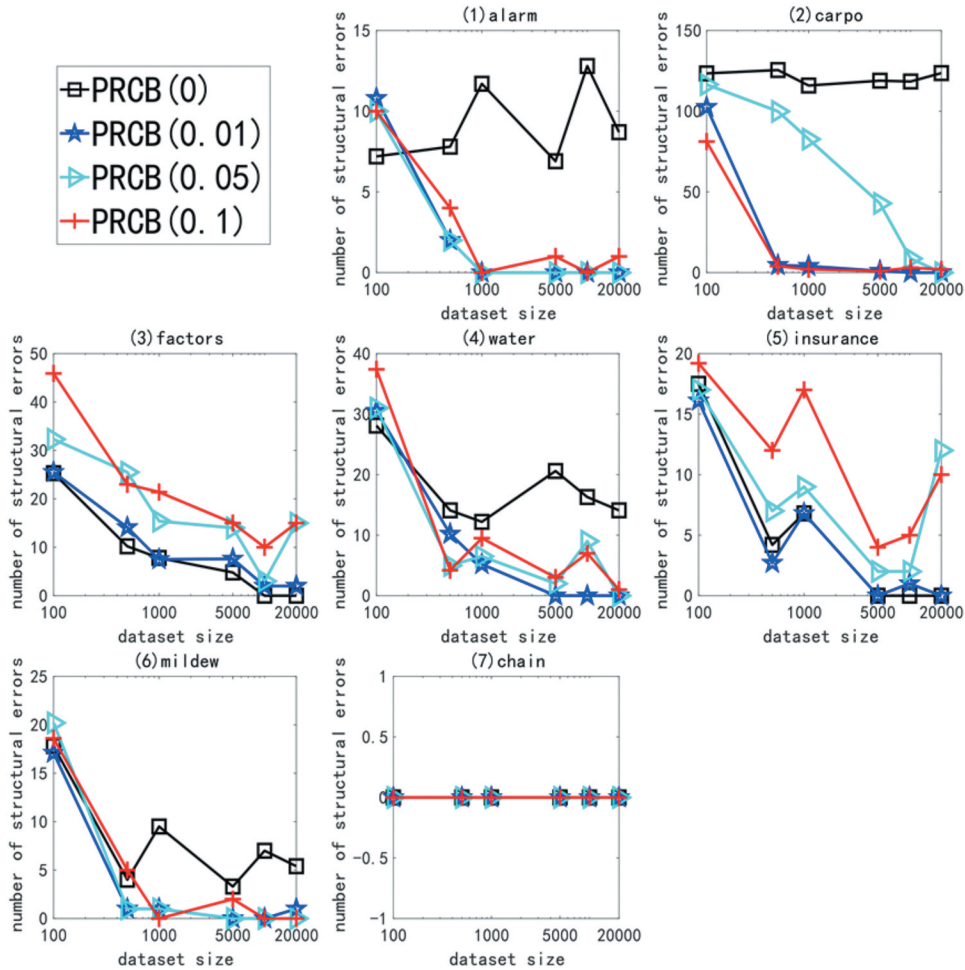 PRCB(0)
PRCB(0.01)
PRCB(0.05)
PRCB(0.1)
(1)alarm
number of structural errors
15
10
5
0
100 1000 5000 20000
dataset size
(2)carpo
number of structural errors
150
100
50
0
100 1000 5000 20000
dataset size
(3)factors
number of structural errors
50
40
30
20
10
0
100 1000 5000 20000
dataset size
(4)water
number of structural errors
40
30
20
10
0
100 1000 5000 20000
dataset size
(5)insurance
number of structural errors
20
15
10
5
0
100 1000 5000 20000
dataset size
(6)mildew
number of structural errors
25
20
15
10
5
0
100 1000 5000 20000
dataset size
(7)chain
number of structural errors
1
0.5
0
-0.5
-1
100 1000 5000 20000
dataset size